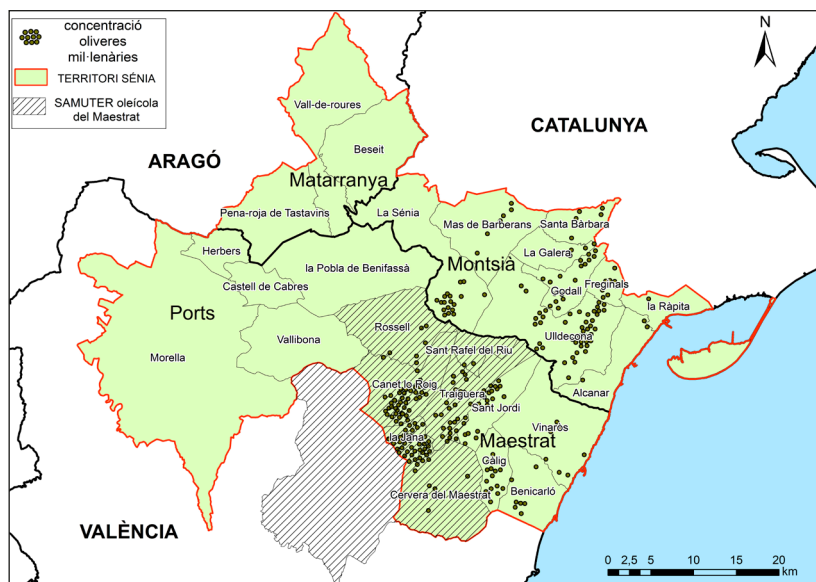 concentració
oliveres
mil·lenàries
TERRITORI SÉNIA
SAMUTER oleícola
del Maestrat
N
CATALUNYA
ARAGÓ
VALÈNCIA
Vall-de-roures
Beseit
Matarranya
Pena-roja de Tastavins
La Sénia
Mas de Barberans
Santa Bàrbara
La Galera
Montsià
Godall
Freginals
la Ràpita
Ulldecona
Alcanar
Herbers
la Pobla de Benifassà
Castell de Cabres
Ports
Vallibona
Morella
Rossell
Sant Rafel del Riu
Canet lo Roig
Traiguera
Sant Jordi
Vinaròs
la Jana
Maestrat
Càlig
Cervera del Maestrat
Benicarló
0 2,5 5 10 15 20
km